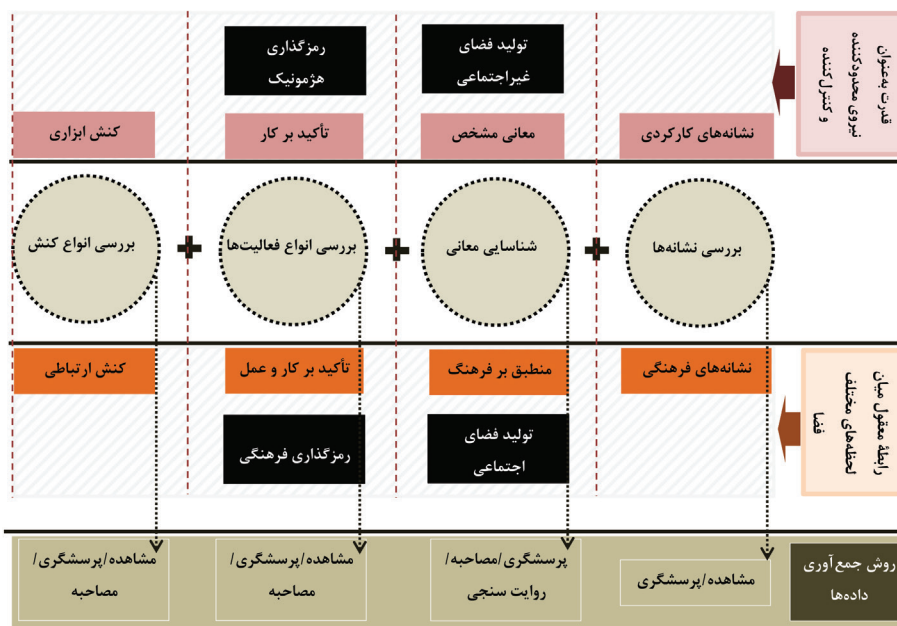 قدرت به‌عنوان
نیروی محدودکننده
و کنترل‌کننده
تولید فضای
غیراجتماعی
رمزگذاری
هژمونیک
نشانه‌های کارکردی
معانی مشخص
تأکید بر کار
کنش ابزاری
بررسی نشانه‌ها
شناسایی معانی
بررسی انواع فعالیت‌ها
بررسی انواع کنش
رابطهٔ معقول میان
لحظه‌های مختلف
فضا
نشانه‌های فرهنگی
منطبق بر فرهنگ
تأکید بر کار و عمل
کنش ارتباطی
تولید فضای
اجتماعی
رمزگذاری فرهنگی
روش جمع‌آوری
داده‌ها
مشاهده/پرسشگری
پرسشگری/مصاحبه/
روایت سنجی
مشاهده/پرسشگری/
مصاحبه
مشاهده/پرسشگری/
مصاحبه